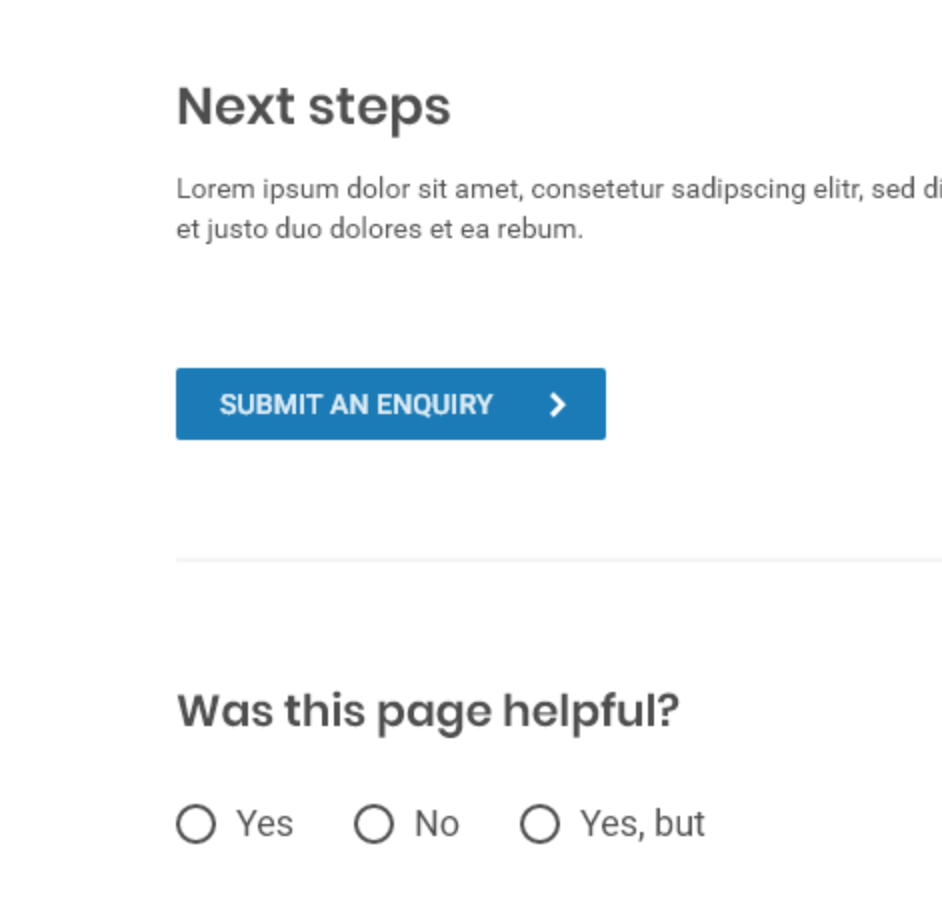 Next steps
Lorem ipsum dolor sit amet, consetetur sadipscing elitr, sed
et justo duo dolores et ea rebum.
SUBMIT AN ENQUIRY
Was this page helpful?
Yes No Yes, but